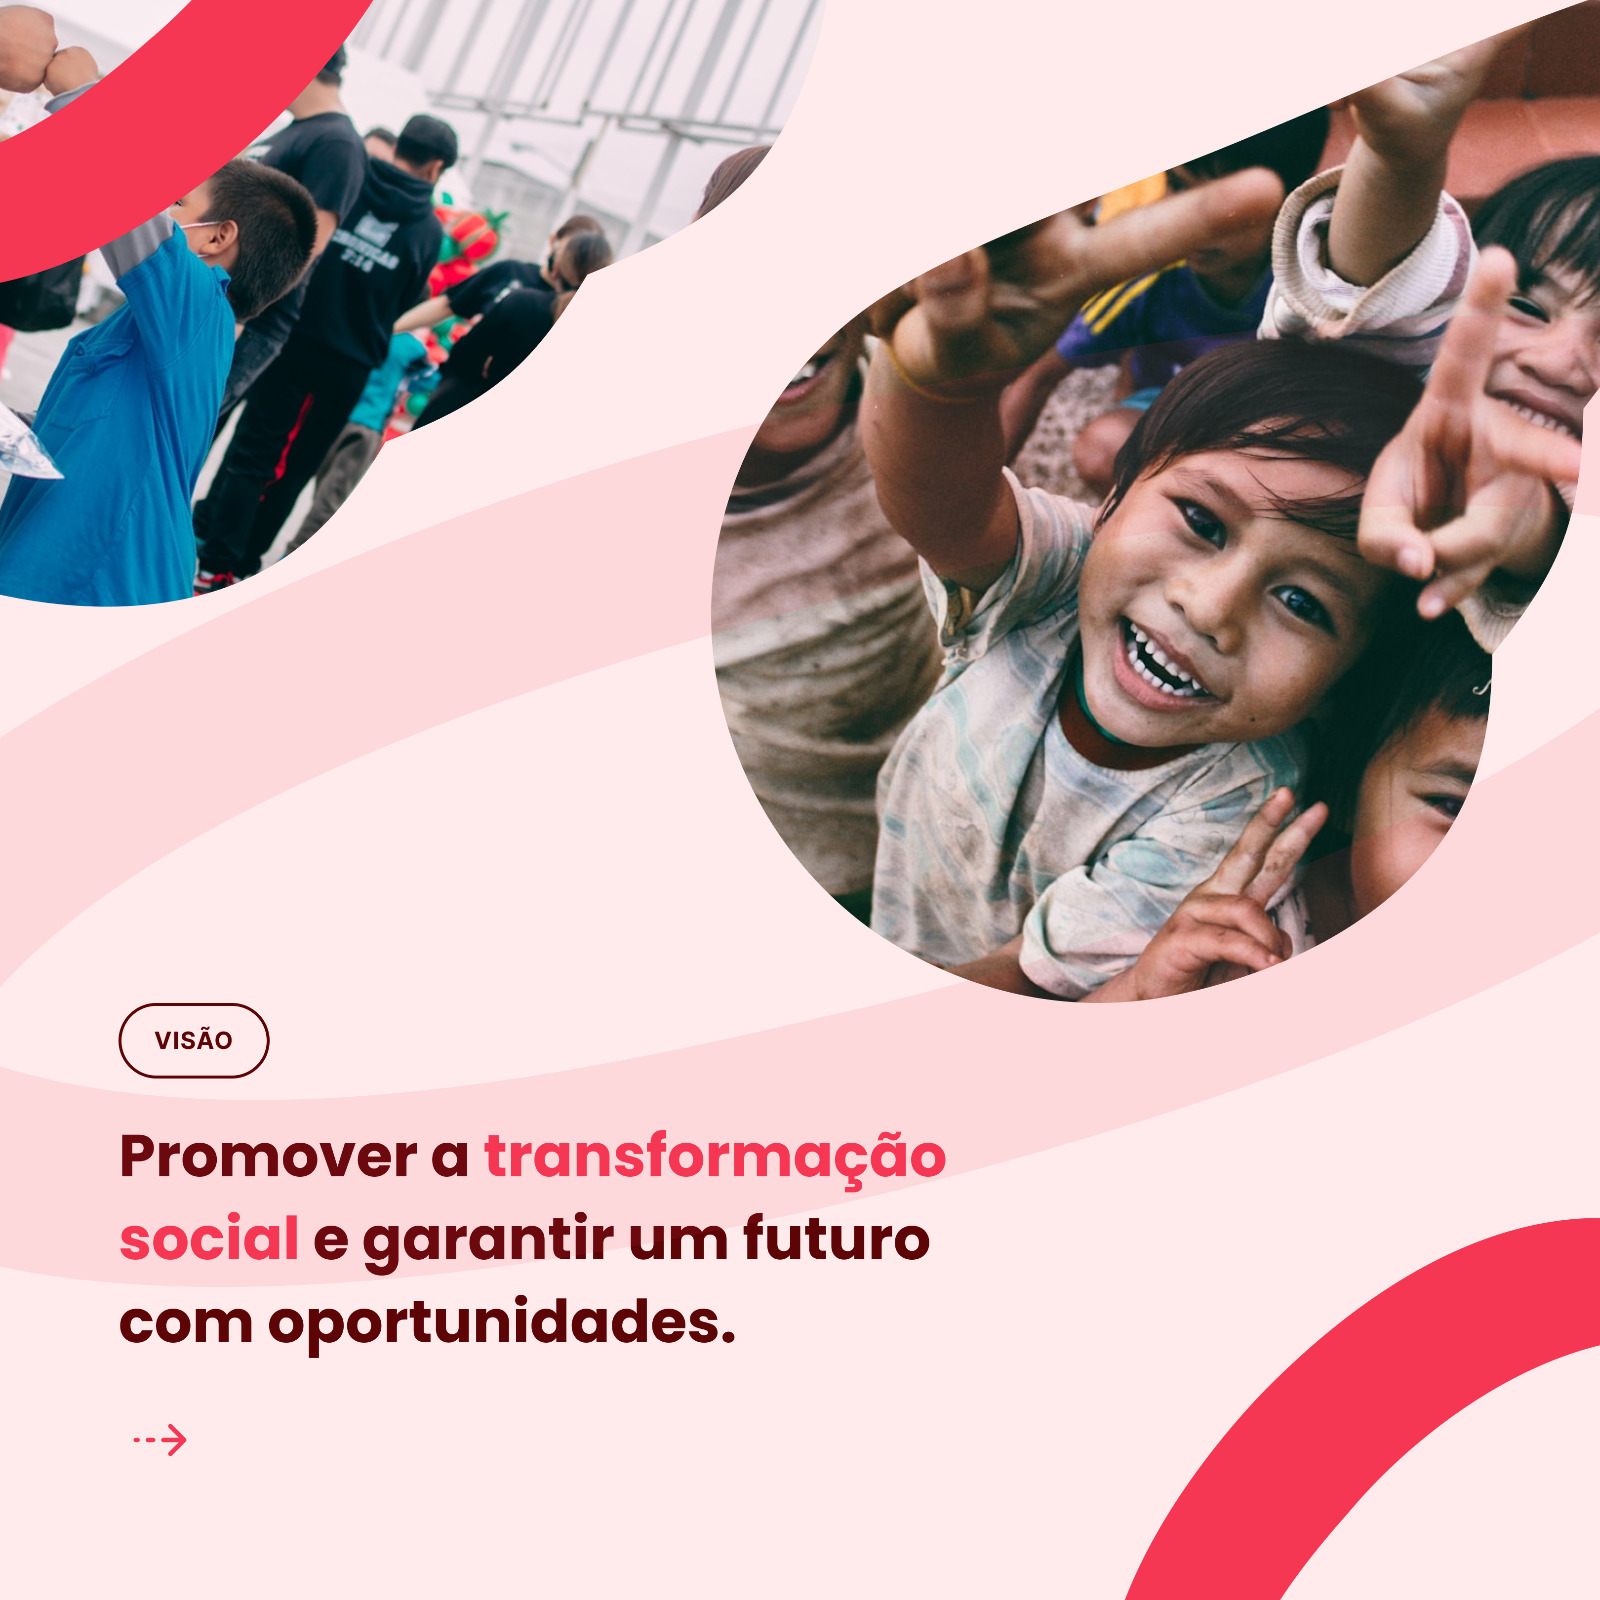 VISÃO
Promover a transformação
social e garantir um futuro
com oportunidades.